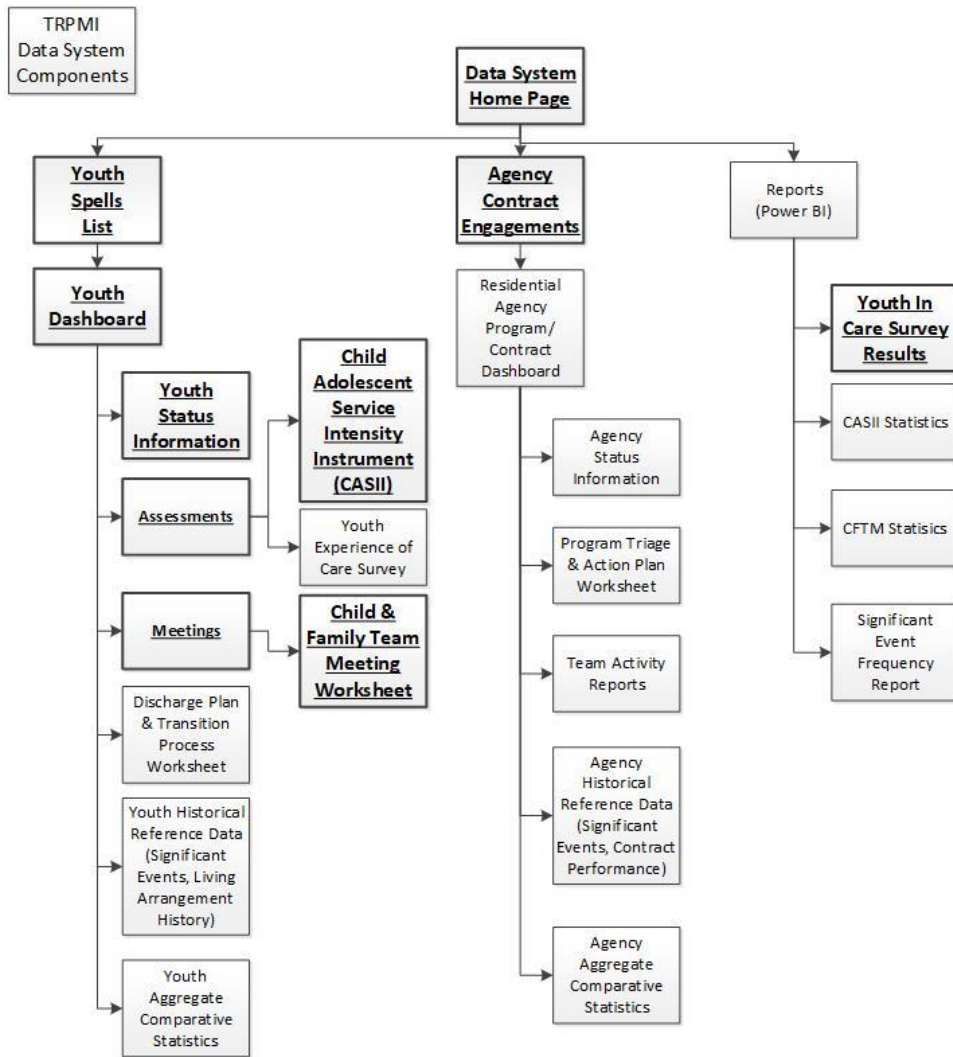 TRPMI
Data System
Components
Data System
Home Page
Youth
Spells
List
Agency
Contract
Engagements
Reports
(Power BI)
Youth
Dashboard
Residential
Agency
Program/
Contract
Dashboard
Youth
Status
Information
Assessments
Child
Adolescent
Service
Intensity
Instrument
(CASII)
Youth
Experience of
Care Survey
Meetings
Child &
Family Team
Meeting
Worksheet
Discharge Plan
& Transition
Process
Worksheet
Youth Historical
Reference Data
(Significant
Events, Living
Arrangement
History)
Youth
Aggregate
Comparative
Statistics
Agency
Status
Information
Program Triage
& Action Plan
Worksheet
Team Activity
Reports
Agency
Historical
Reference Data
(Significant
Events, Contract
Performance)
Agency
Aggregate
Comparative
Statistics
Youth In
Care Survey
Results
CASII Statistics
CFTM Statisics
Significant
Event
Frequency
Report